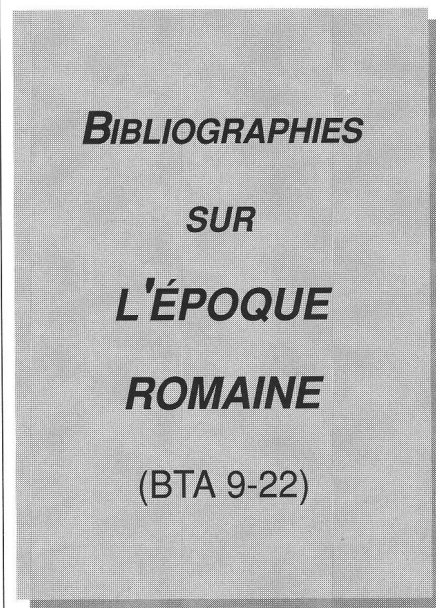 BIBLIOGRAPHIES
SUR
L'ÉPOQUE
ROMAINE
(BTA 9-22)